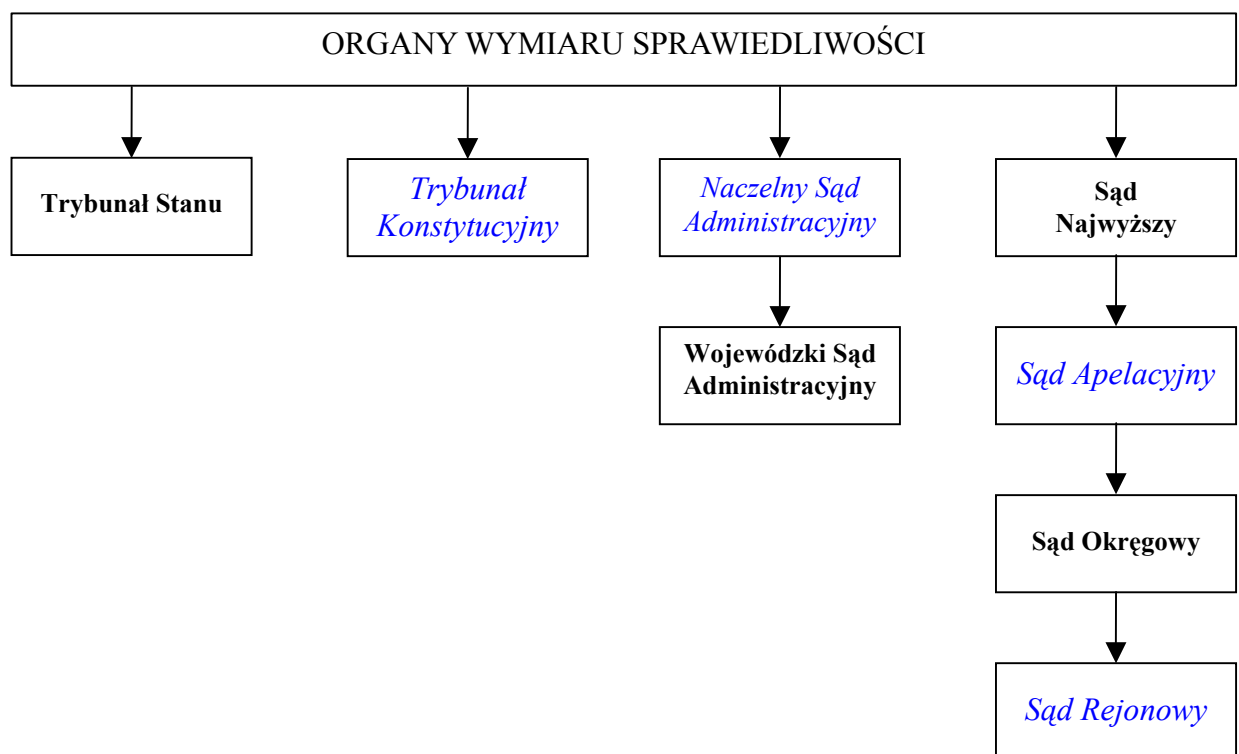 ORGANY WYMIARU SPRAWIEDLIWOŚCI
Trybunał Stanu
Trybunał
Konstytucyjny
Naczelny Sąd
Administracyjny
Sąd
Najwyższy
Wojewódzki Sąd
Administracyjny
Sąd Apelacyjny
Sąd Okręgowy
Sąd Rejonowy